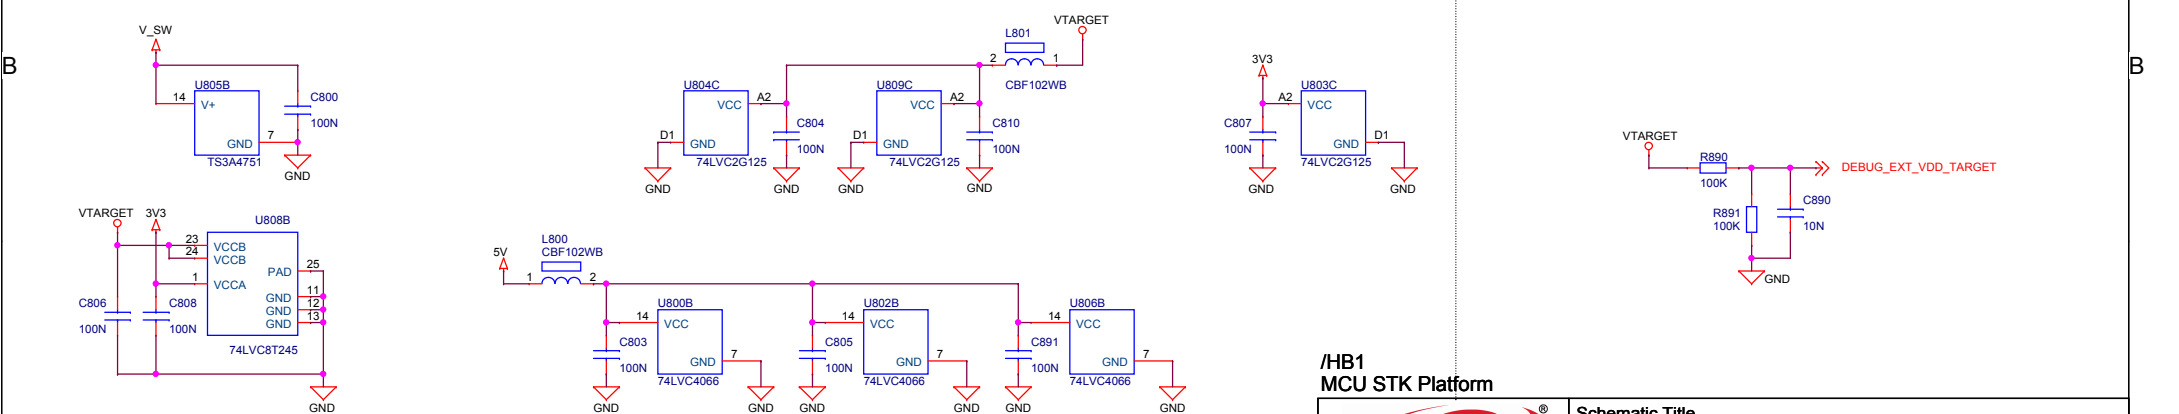 B
V_SW
U805B
14
V+
C800
100N
7
GND
TS3A4751
GND
VTARGET
L801
2
1
CBF102WB
U804C
VCC
A2
D1
GND
C804
100N
74LVC2G125
GND
GND
U809C
VCC
A2
D1
GND
C810
100N
74LVC2G125
GND
GND
3V3
U803C
A2
VCC
C807
100N
GND
D1
74LVC2G125
GND
GND
B
VTARGET
R890
100K
DEBUG_EXT_VDD_TARGET
R891
100K
C890
10N
GND
VTARGET
3V3
U808B
23
VCCB
24
VCCB
PAD
25
1
VCCA
GND
11
GND
12
GND
13
C806
100N
C808
100N
74LVC8T245
GND
5V
L800
CBF102WB
1
2
U800B
14
VCC
C803
100N
GND
7
74LVC4066
GND
GND
U802B
14
VCC
C805
100N
GND
7
74LVC4066
GND
GND
U806B
14
VCC
C891
100N
GND
7
74LVC4066
GND
GND
/HB1
MCU STK Platform
®
Schematic Title